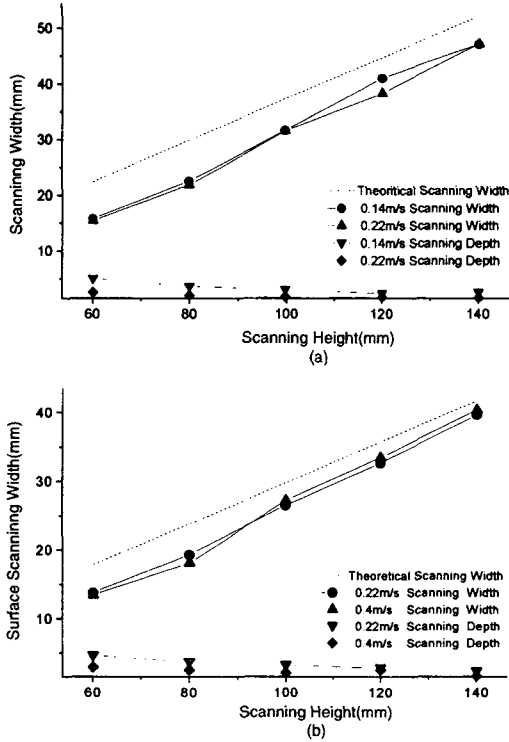 Scanninng Width(mm)
50
40
30
20
10
Theoritical Scanning Width
0.14m/s Scanning Width
0.22m/s Scanning Width
0.14m/s Scanning Depth
0.22m/s Scanning Depth
60 80 100 120 140
Scanning Height(mm)
(a)
Surface Scanninng Width(mm)
40
30
20
10
Theoretical Scanning Width
0.22m/s Scanning Width
0.4m/s Scanning Width
0.22m/s Scanning Depth
0.4m/s Scanning Depth
60 80 100 120 140
Scanning Height(mm)
(b)